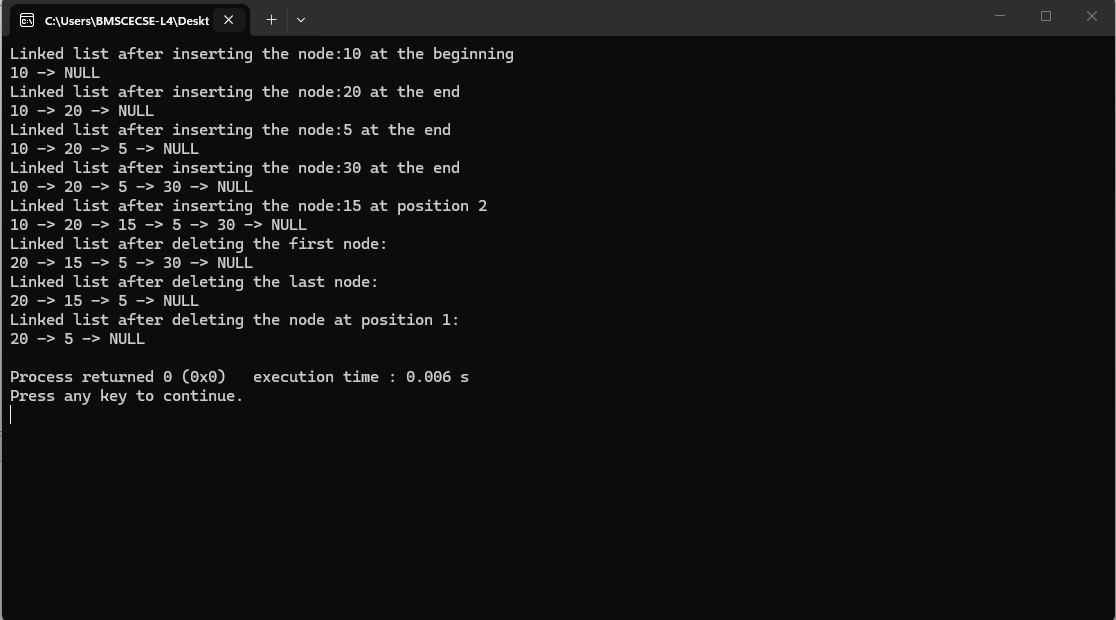 C:\Users\BMSCECSE-L4\Deskt
Linked list after inserting the node:10 at the beginning
10 -> NULL
Linked list after inserting the node:20 at the end
10 -> 20 -> NULL
Linked list after inserting the node:5 at the end
10 -> 20 -> 5 -> NULL
Linked list after inserting the node:30 at the end
10 -> 20 -> 5 -> 30 -> NULL
Linked list after inserting the node:15 at position 2
10 -> 20 -> 15 -> 5 -> 30 -> NULL
Linked list after deleting the first node:
20 -> 15 -> 5 -> 30 -> NULL
Linked list after deleting the last node:
20 -> 15 -> 5 -> NULL
Linked list after deleting the node at position 1:
20 -> 5 -> NULL
Process returned 0 (0x0)   execution time : 0.006 s
Press any key to continue.